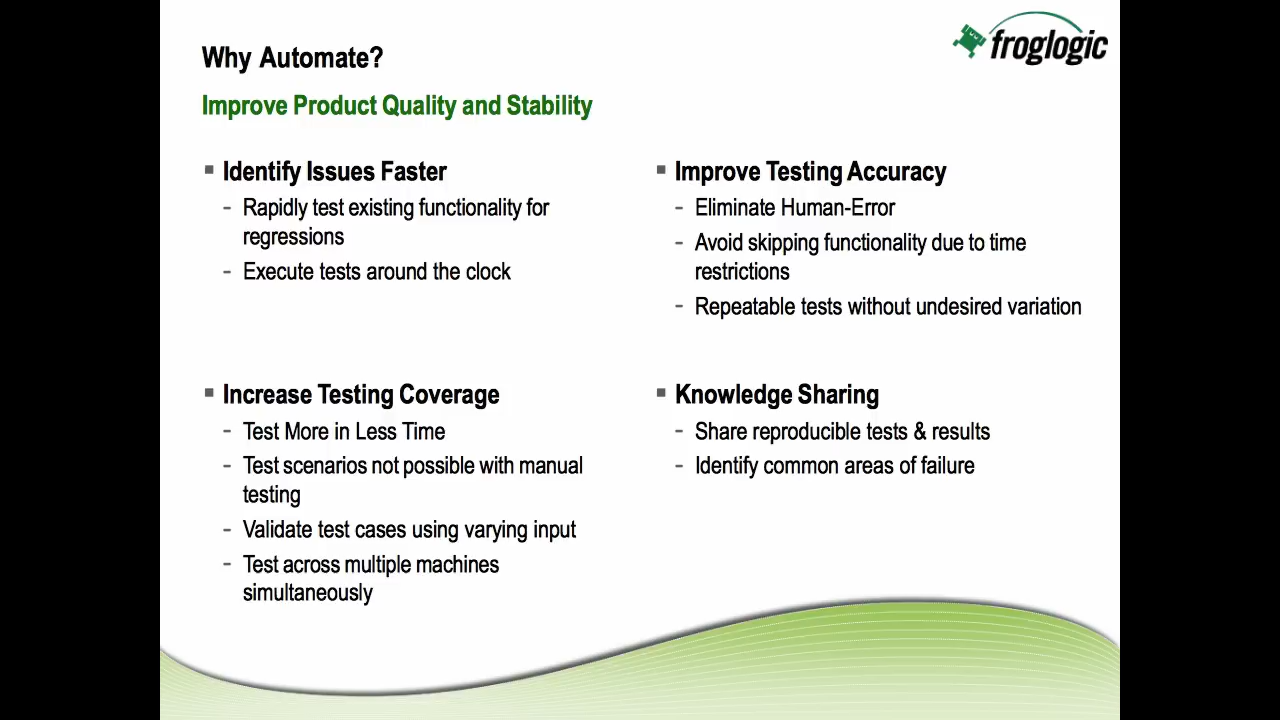 froglogic
Why Automate?
Improve Product Quality and Stability
▪ Identify Issues Faster
- Rapidly test existing functionality for
regressions
- Execute tests around the clock
▪ Improve Testing Accuracy
- Eliminate Human-Error
- Avoid skipping functionality due to time
restrictions
- Repeatable tests without undesired variation
▪ Increase Testing Coverage
- Test More in Less Time
- Test scenarios not possible with manual
testing
- Validate test cases using varying input
- Test across multiple machines
simultaneously
▪ Knowledge Sharing
- Share reproducible tests & results
- Identify common areas of failure